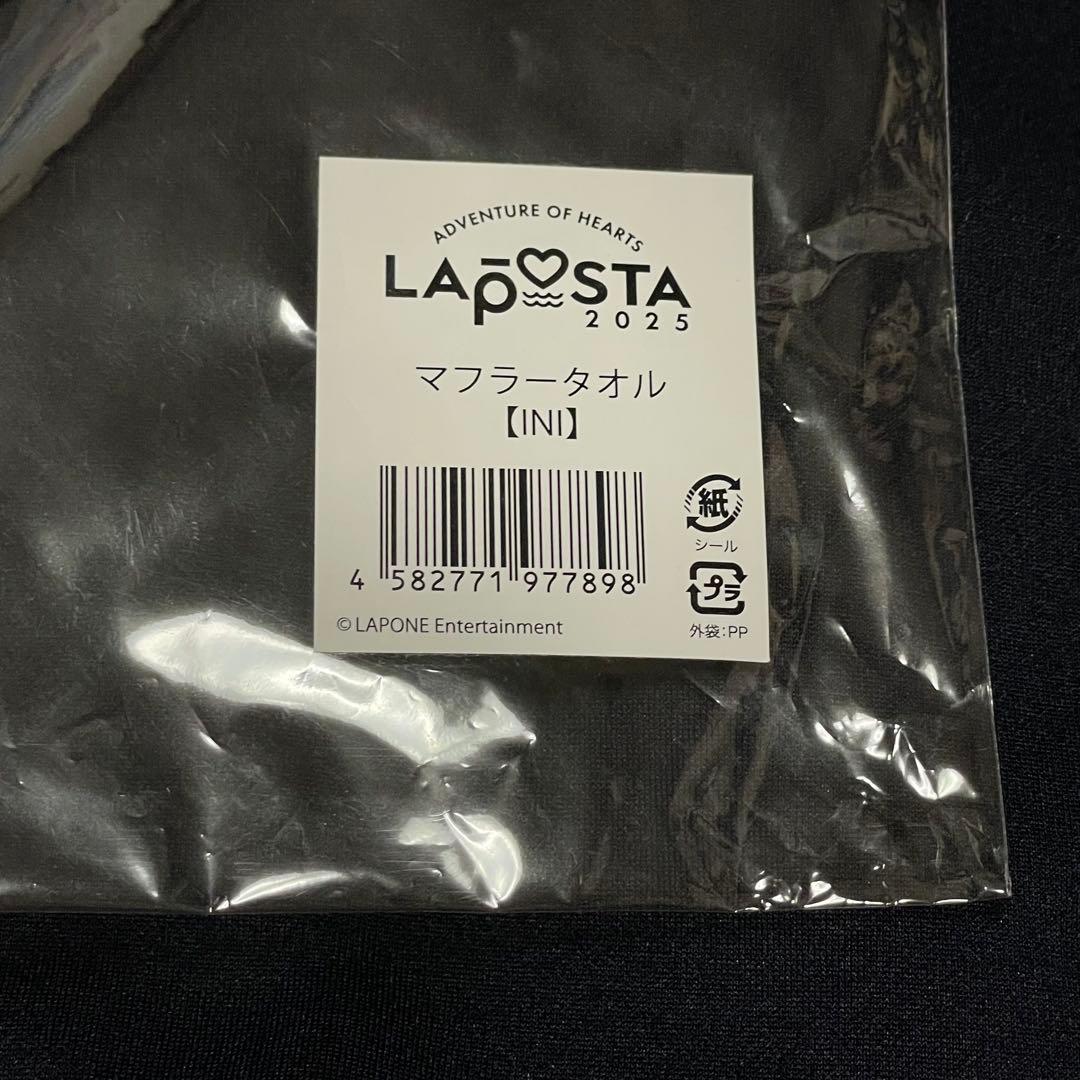 ADVENTURE OF HEARTS
LAPOSTA
2025
マフラータオル
【INI】
4 582771 977898
© LAPONE Entertainment
紙
シール
プラ
外袋:PP